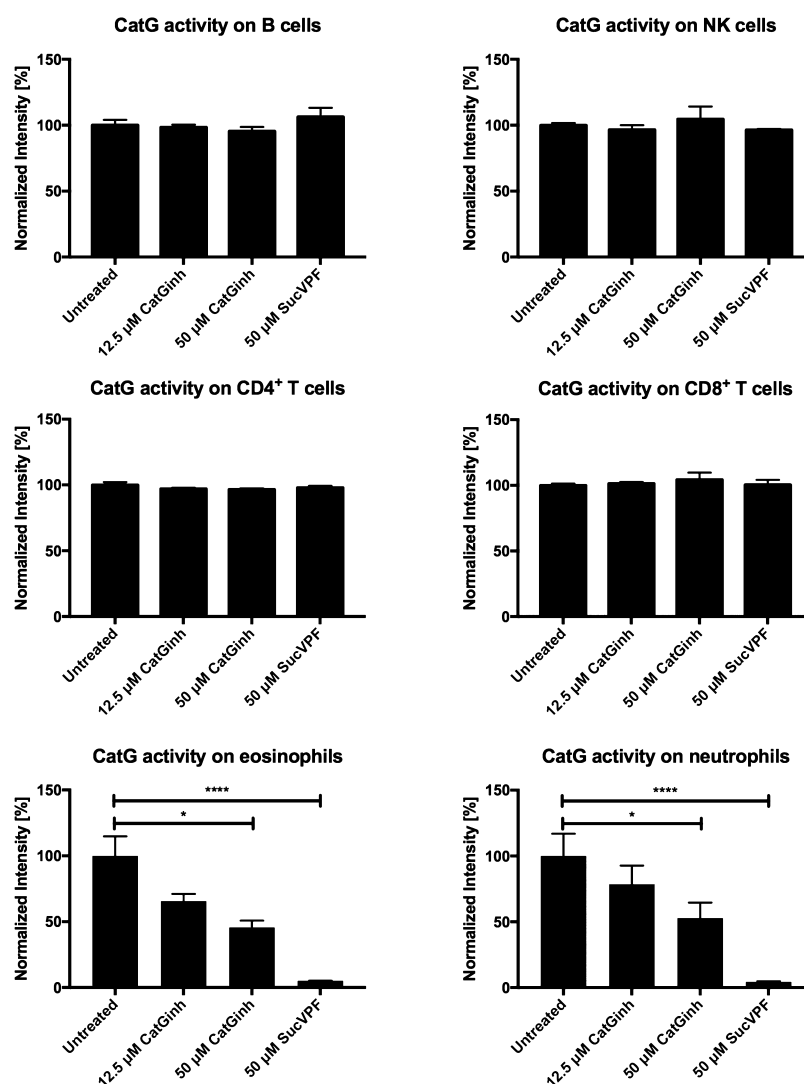 CatG activity on B cells
Normalized Intensity [%]
150
100
50
0
Untreated
12.5 µM CatGinh
50 µM CatGinh
50 µM SucVPF
CatG activity on NK cells
Normalized Intensity [%]
150
100
50
0
Untreated
12.5 µM CatGinh
50 µM CatGinh
50 µM SucVPF
CatG activity on CD4⁺ T cells
Normalized Intensity [%]
150
100
50
0
Untreated
12.5 µM CatGinh
50 µM CatGinh
50 µM SucVPF
CatG activity on CD8⁺ T cells
Normalized Intensity [%]
150
100
50
0
Untreated
12.5 µM CatGinh
50 µM CatGinh
50 µM SucVPF
CatG activity on eosinophils
Normalized Intensity [%]
150
100
50
0
****
*
Untreated
12.5 µM CatGinh
50 µM CatGinh
50 µM SucVPF
CatG activity on neutrophils
Normalized Intensity [%]
150
100
50
0
****
*
Untreated
12.5 µM CatGinh
50 µM CatGinh
50 µM SucVPF